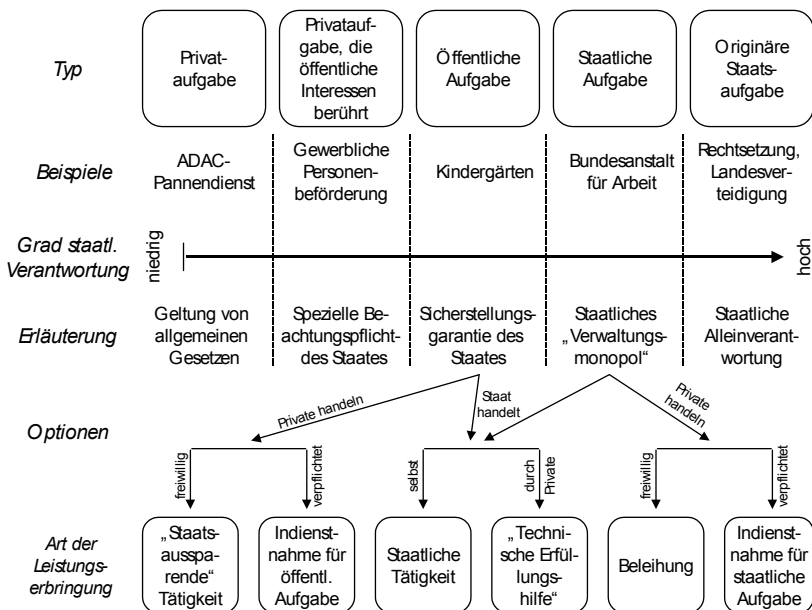 Typ
Privat-
aufgabe
Privatauf-
gabe, die
öffentliche
Interessen
berührt
Öffentliche
Aufgabe
Staatliche
Aufgabe
Originäre
Staats-
aufgabe
Beispiele
ADAC-
Pannendienst
Gewerbliche
Personen-
beförderung
Kindergärten
Bundesanstalt
für Arbeit
Rechtsetzung,
Landesver-
teidigung
Grad staatl.
Verantwortung
niedrig
hoch
Erläuterung
Geltung von
allgemeinen
Gesetzen
Spezielle Be-
achtungspflicht
des Staates
Sicherstellungs-
garantie des
Staates
Staatliches
„Verwaltungs-
monopol“
Staatliche
Alleinverant-
wortung
Optionen
Private handeln
Staat
handelt
Private
handeln
freiwillig
verpflichtet
selbst
durch
Private
freiwillig
verpflichtet
Art der
Leistungs-
erbringung
„Staats-
ausspa-
rende“
Tätigkeit
Indienst-
nahme für
öffentl.
Aufgabe
Staatliche
Tätigkeit
„Techni-
sche Erfül-
lungs-
hilfe“
Beleihung
Indienst-
nahme für
staatliche
Aufgabe